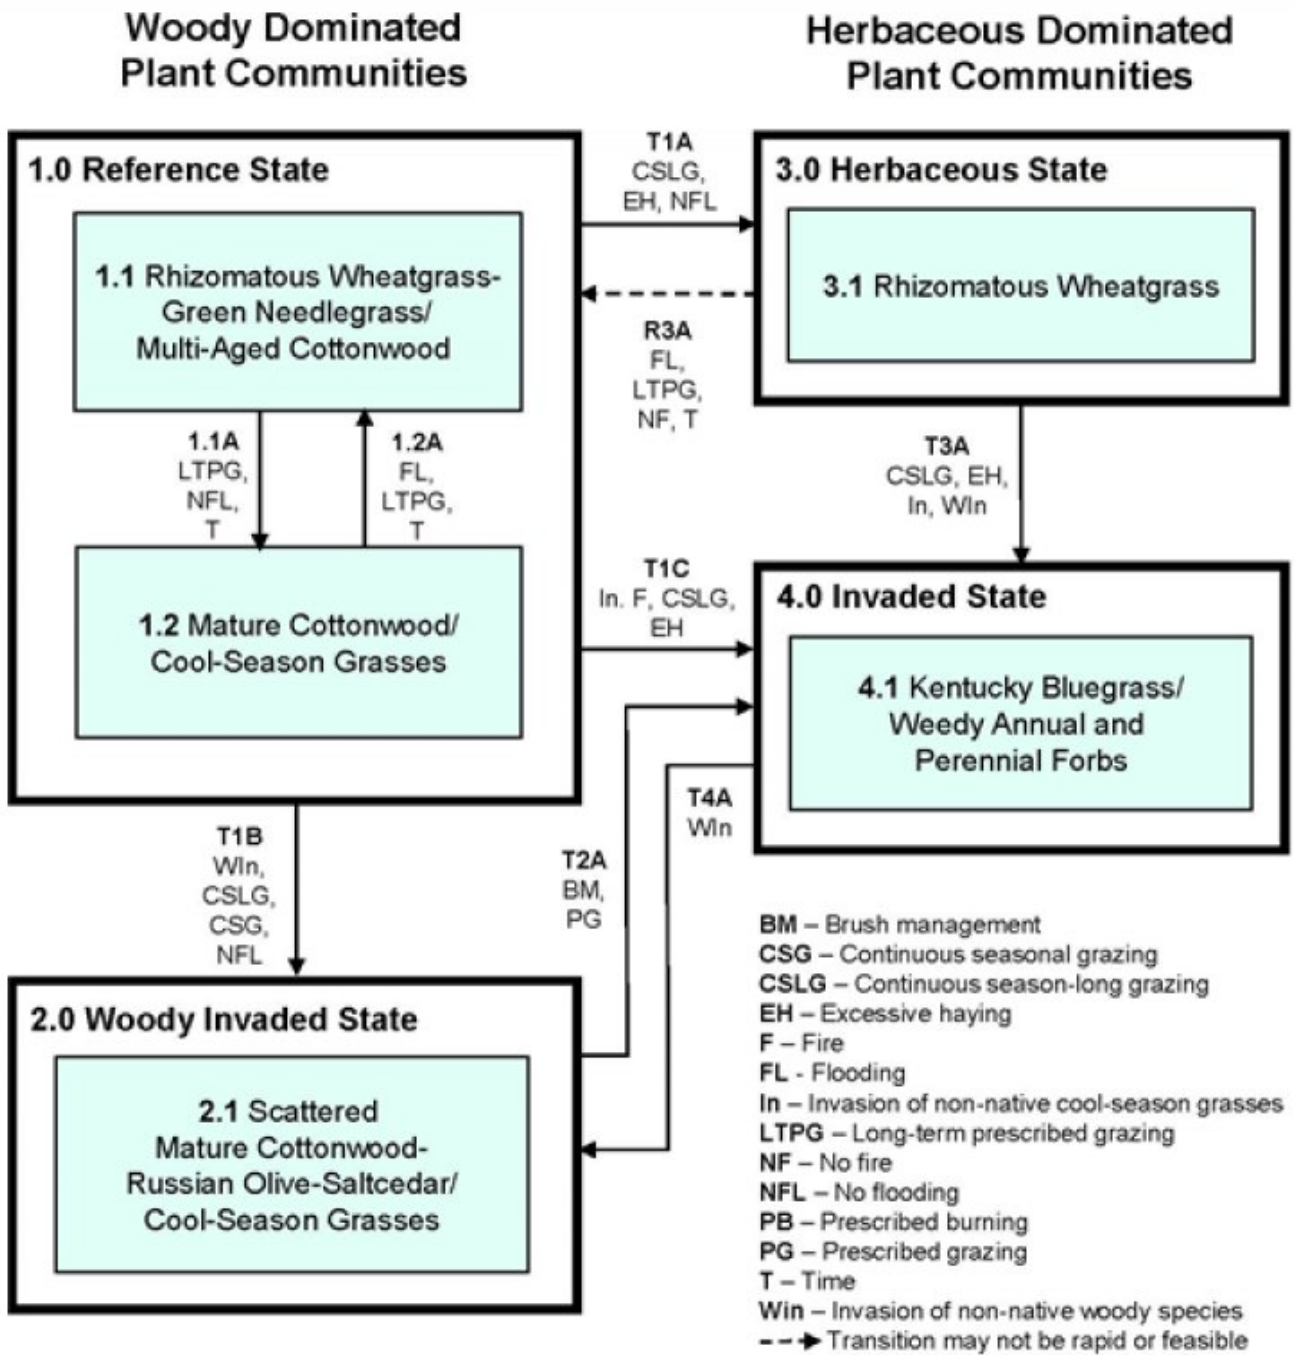 Woody Dominated
Plant Communities
Herbaceous Dominated
Plant Communities
1.0 Reference State
1.1 Rhizomatous Wheatgrass-
Green Needlegrass/
Multi-Aged Cottonwood
1.1A
LTPG,
NFL,
T
1.2A
FL,
LTPG,
T
1.2 Mature Cottonwood/
Cool-Season Grasses
T1A
CSLG,
EH, NFL
R3A
FL,
LTPG,
NF, T
3.0 Herbaceous State
3.1 Rhizomatous Wheatgrass
T3A
CSLG, EH,
In, WIn
T1C
In. F, CSLG,
EH
4.0 Invaded State
4.1 Kentucky Bluegrass/
Weedy Annual and
Perennial Forbs
T4A
WIn
T2A
BM,
PG
T1B
WIn,
CSLG,
CSG,
NFL
2.0 Woody Invaded State
2.1 Scattered
Mature Cottonwood-
Russian Olive-Saltcedar/
Cool-Season Grasses
BM – Brush management
CSG – Continuous seasonal grazing
CSLG – Continuous season-long grazing
EH – Excessive haying
F – Fire
FL - Flooding
In – Invasion of non-native cool-season grasses
LTPG – Long-term prescribed grazing
NF – No fire
NFL – No flooding
PB – Prescribed burning
PG – Prescribed grazing
T – Time
Win – Invasion of non-native woody species
Transition may not be rapid or feasible